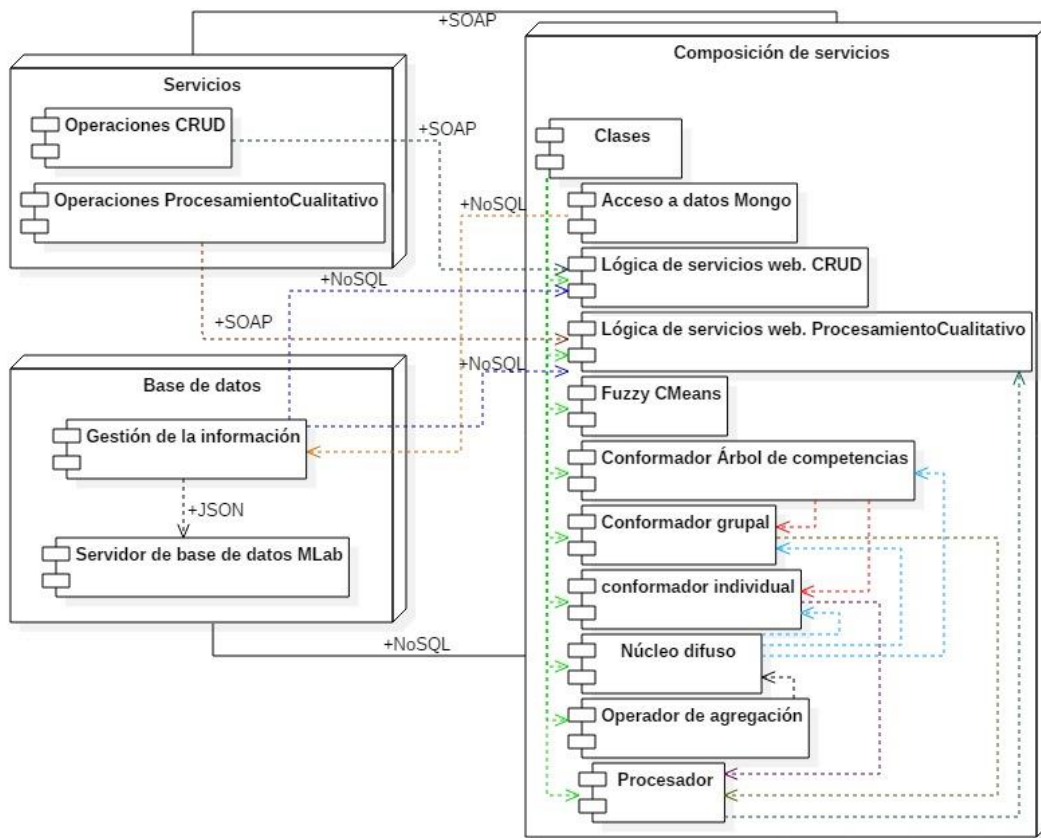 +SOAP
Servicios
Operaciones CRUD
+SOAP
Operaciones ProcesamientoCualitativo
+NoSQL
+NoSQL
+SOAP
+NoSQL
Base de datos
Gestión de la información
+JSON
Servidor de base de datos MLab
+NoSQL
Composición de servicios
Clases
Acceso a datos Mongo
Lógica de servicios web. CRUD
Lógica de servicios web. ProcesamientoCualitativo
Fuzzy CMeans
Conformador Árbol de competencias
Conformador grupal
conformador individual
Núcleo difuso
Operador de agregación
Procesador